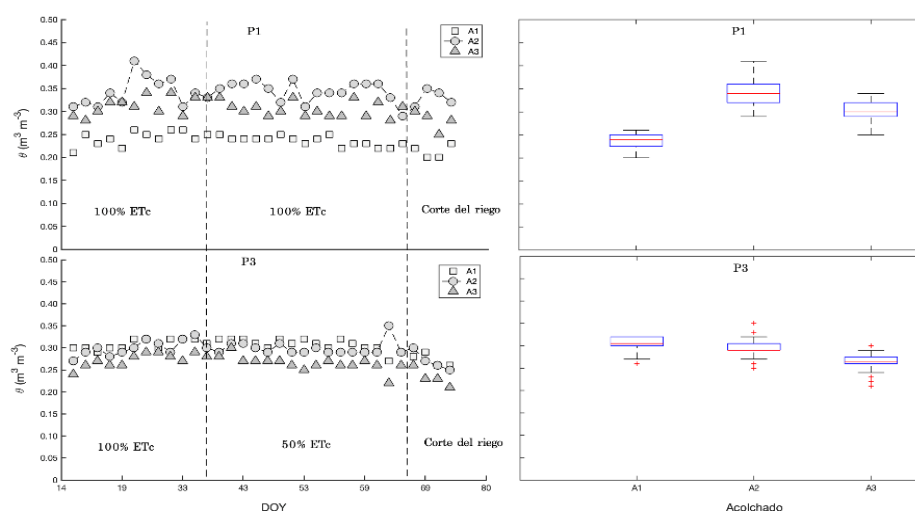 P1
A1
A2
A3
0.50
0.45
0.40
0.35
0.30
0.25
0.20
0.15
0.10
0.05
0
θ (m³ m⁻³)
100% ETc
100% ETc
Corte del riego
P1
P3
A1
A2
A3
0.50
0.45
0.40
0.35
0.30
0.25
0.20
0.15
0.10
0.05
0
θ (m³ m⁻³)
100% ETc
50% ETc
Corte del riego
14 19 33 43 53 59 69 80
DOY
P3
A1 A2 A3
Acolchado